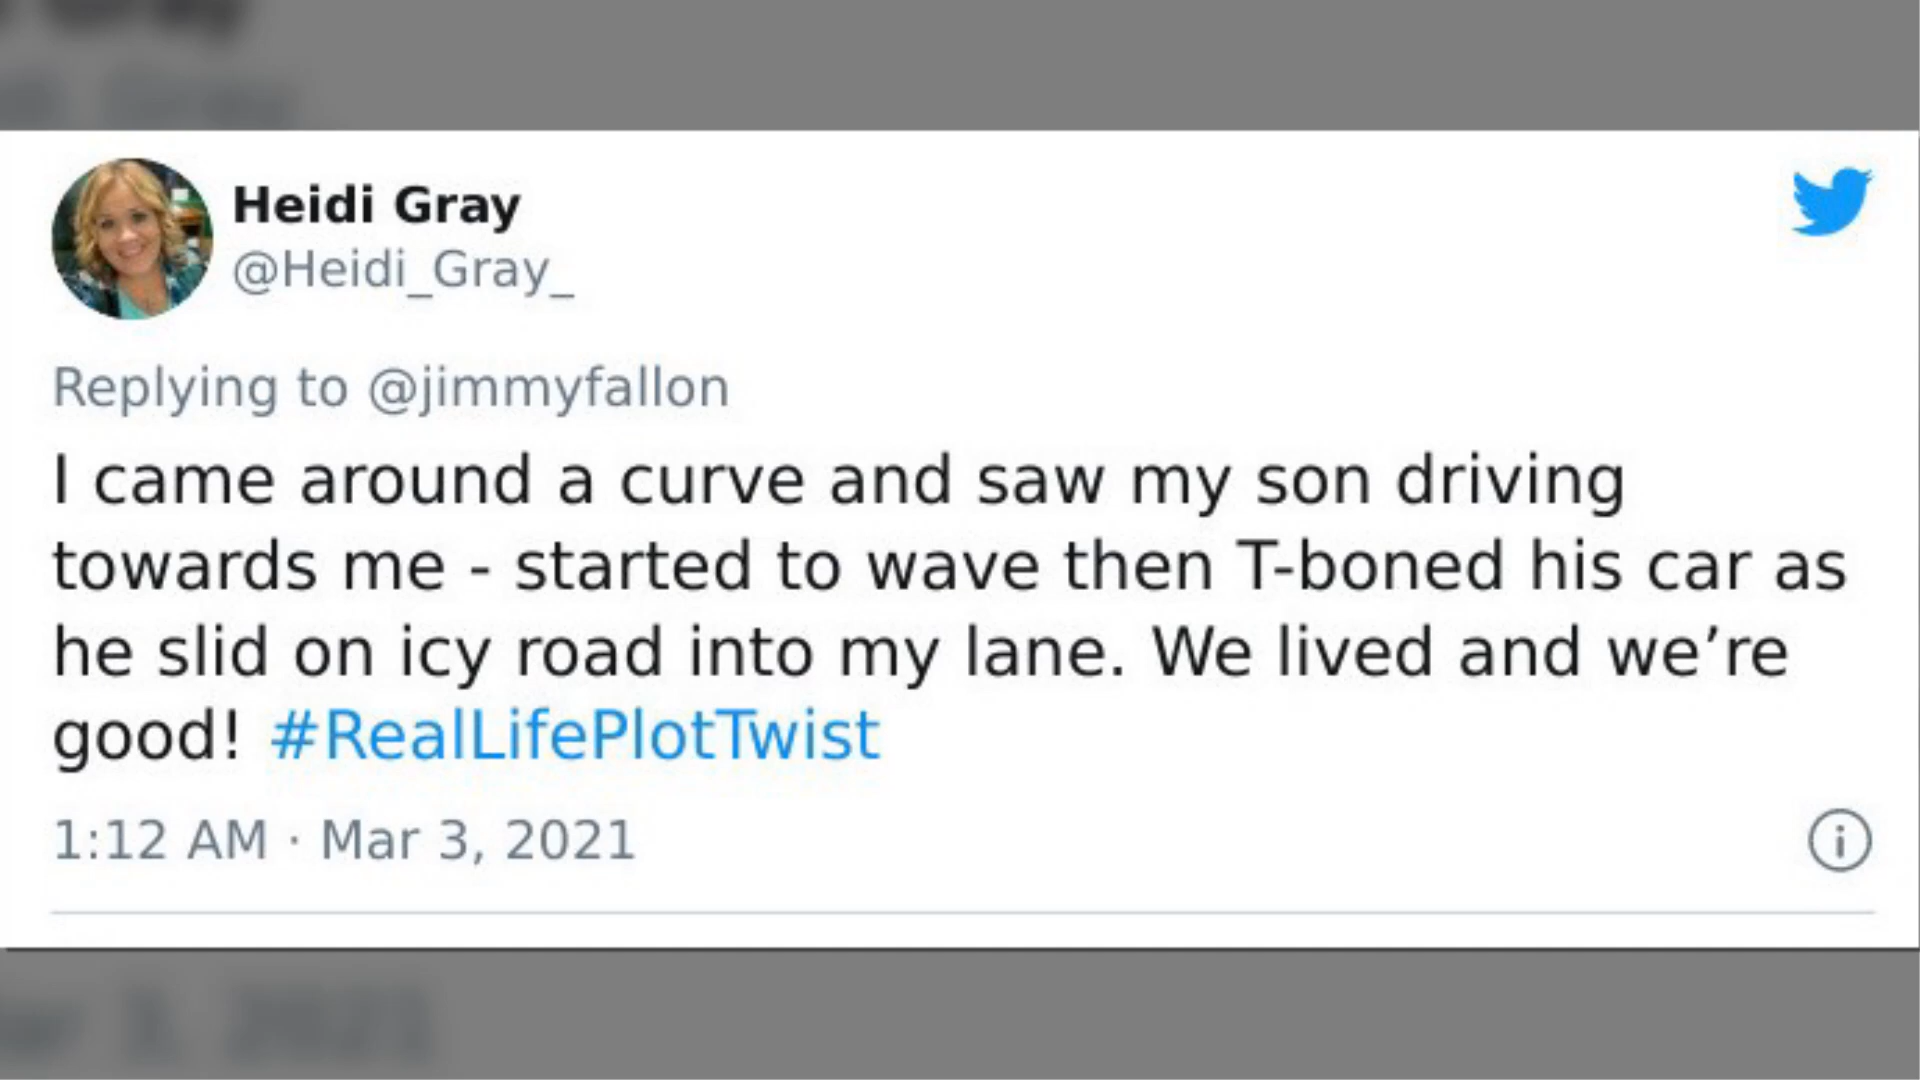 Heidi Gray
@Heidi_Gray_
Replying to @jimmyfallon
I came around a curve and saw my son driving
towards me - started to wave then T-boned his car as
he slid on icy road into my lane. We lived and we’re
good! #RealLifePlotTwist
1:12 AM · Mar 3, 2021